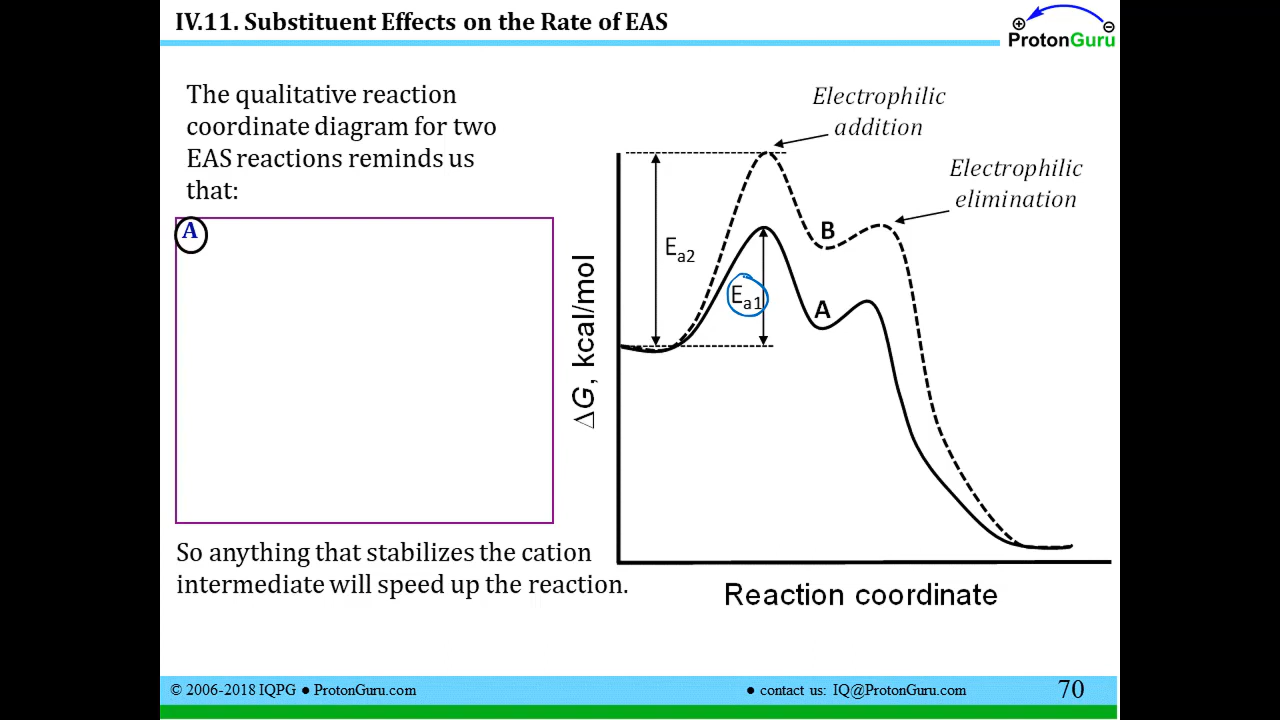 IV.11. Substituent Effects on the Rate of EAS
ProtonGuru
The qualitative reaction
coordinate diagram for two
EAS reactions reminds us
that:
A
So anything that stabilizes the cation
intermediate will speed up the reaction.
Electrophilic
addition
Electrophilic
elimination
Ea2
Ea1
B
A
ΔG, kcal/mol
Reaction coordinate
© 2006-2018 IQPG ● ProtonGuru.com
● contact us: IQ@ProtonGuru.com
70